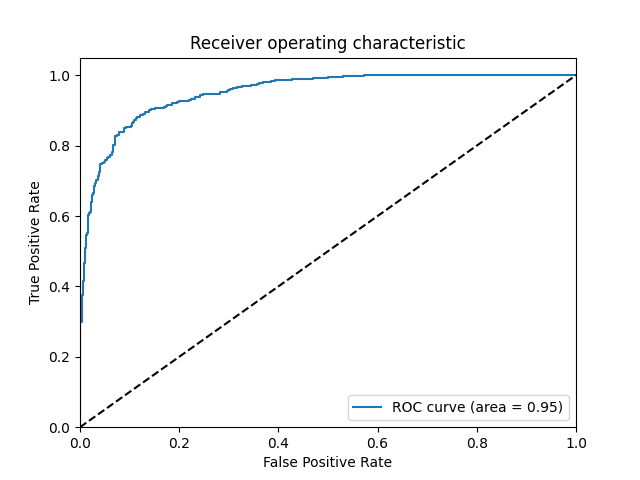 Receiver operating characteristic
True Positive Rate
1.0
0.8
0.6
0.4
0.2
0.0
ROC curve (area = 0.95)
0.0 0.2 0.4 0.6 0.8 1.0
False Positive Rate